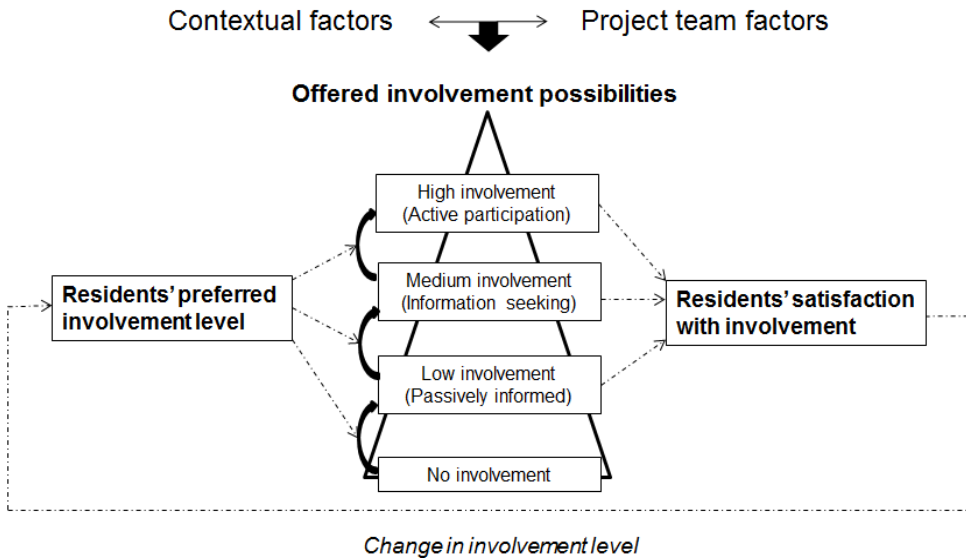 Contextual factors
Project team factors
Offered involvement possibilities
High involvement
(Active participation)
Medium involvement
(Information seeking)
Residents’ preferred
involvement level
Residents’ satisfaction
with involvement
Low involvement
(Passively informed)
No involvement
Change in involvement level